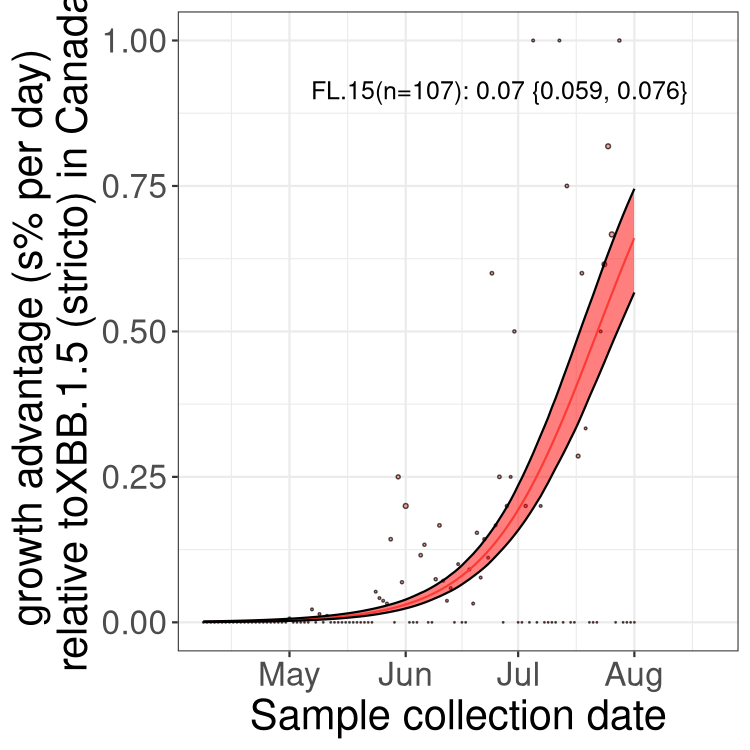 growth advantage (s% per day)
relative toXBB.1.5 (stricto) in Canada
1.00
0.75
0.50
0.25
0.00
FL.15(n=107): 0.07 {0.059, 0.076}
May Jun Jul Aug
Sample collection date